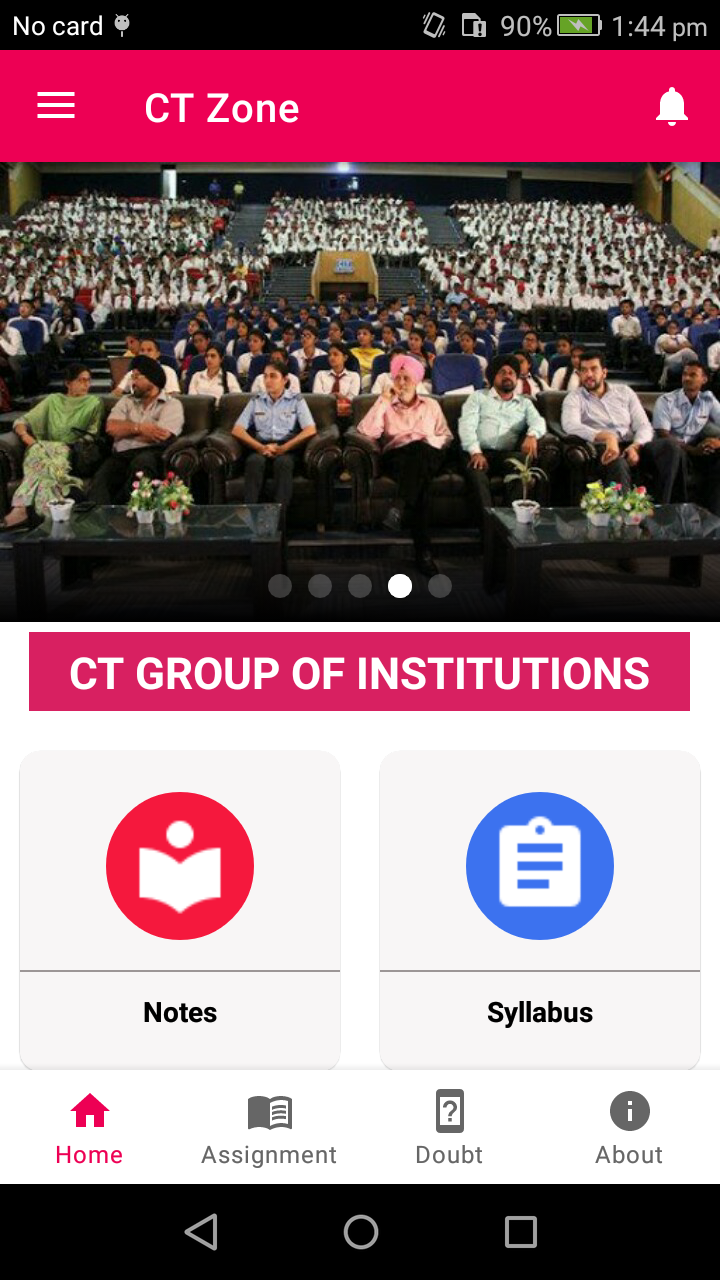 No card 90% 1:44 pm
CT Zone
CT GROUP OF INSTITUTIONS
Notes Syllabus
Home Assignment Doubt About